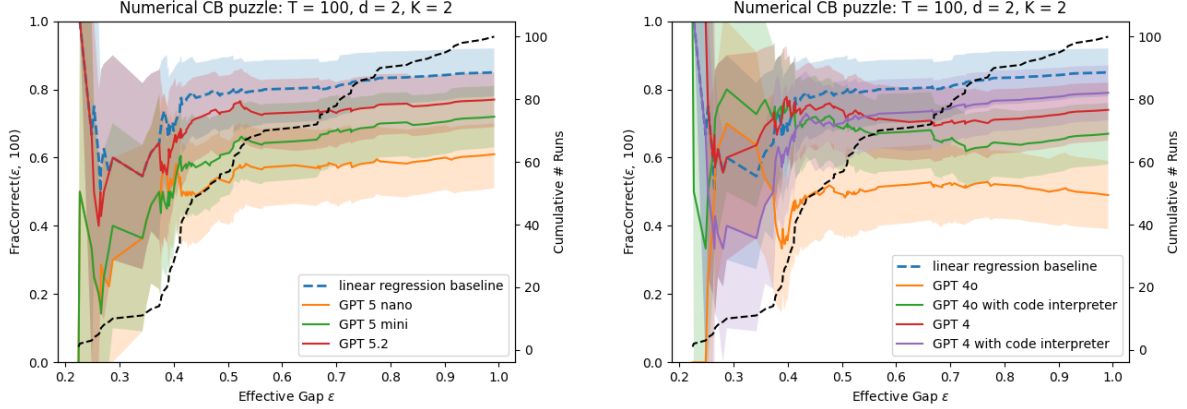 Numerical CB puzzle: T = 100, d = 2, K = 2
FracCorrect(ε, 100)
1.0
0.8
0.6
0.4
0.2
0.0
0.2 0.3 0.4 0.5 0.6 0.7 0.8 0.9 1.0
Effective Gap ε
100
80
60
40
20
0
Cumulative # Runs
linear regression baseline
GPT 5 nano
GPT 5 mini
GPT 5.2
Numerical CB puzzle: T = 100, d = 2, K = 2
FracCorrect(ε, 100)
1.0
0.8
0.6
0.4
0.2
0.0
0.2 0.3 0.4 0.5 0.6 0.7 0.8 0.9 1.0
Effective Gap ε
100
80
60
40
20
0
Cumulative # Runs
linear regression baseline
GPT 4o
GPT 4o with code interpreter
GPT 4
GPT 4 with code interpreter